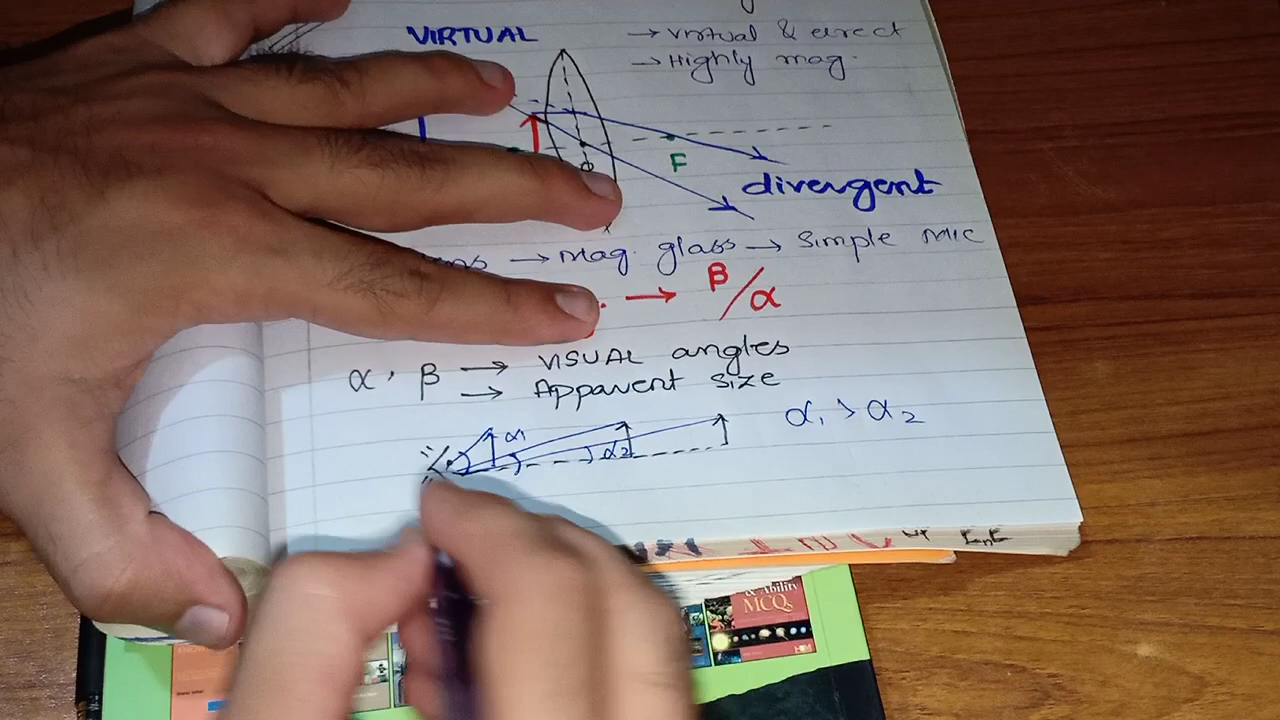 VIRTUAL
→ Virtual & erect
→ Highly mag.
F
divergent
→ Mag. glass → Simple Mic
→ β/α
α, β → VISUAL angles
→ Apparent size
α1
α2
α1 > α2
& Ability
MCQs